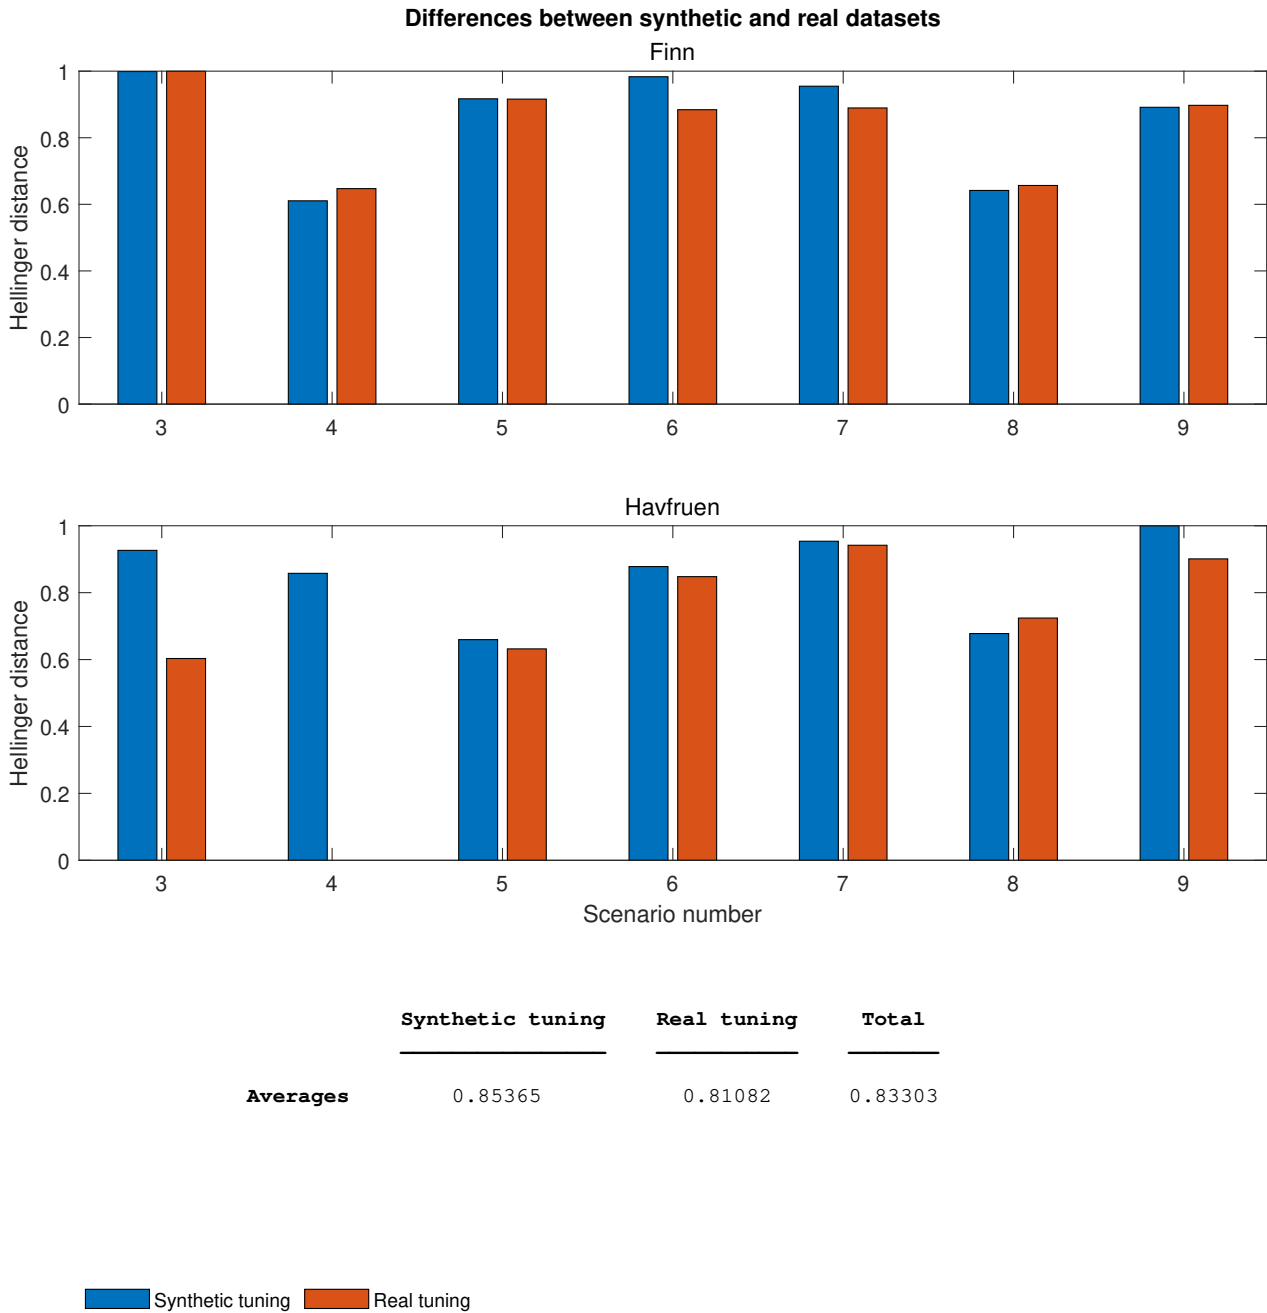 Differences between synthetic and real datasets
Finn
1
0.8
0.6
0.4
0.2
0
Hellinger distance
3 4 5 6 7 8 9
Havfruen
1
0.8
0.6
0.4
0.2
0
Hellinger distance
3 4 5 6 7 8 9
Scenario number
Synthetic tuning Real tuning Total
Averages 0.85365 0.81082 0.83303
Synthetic tuning Real tuning